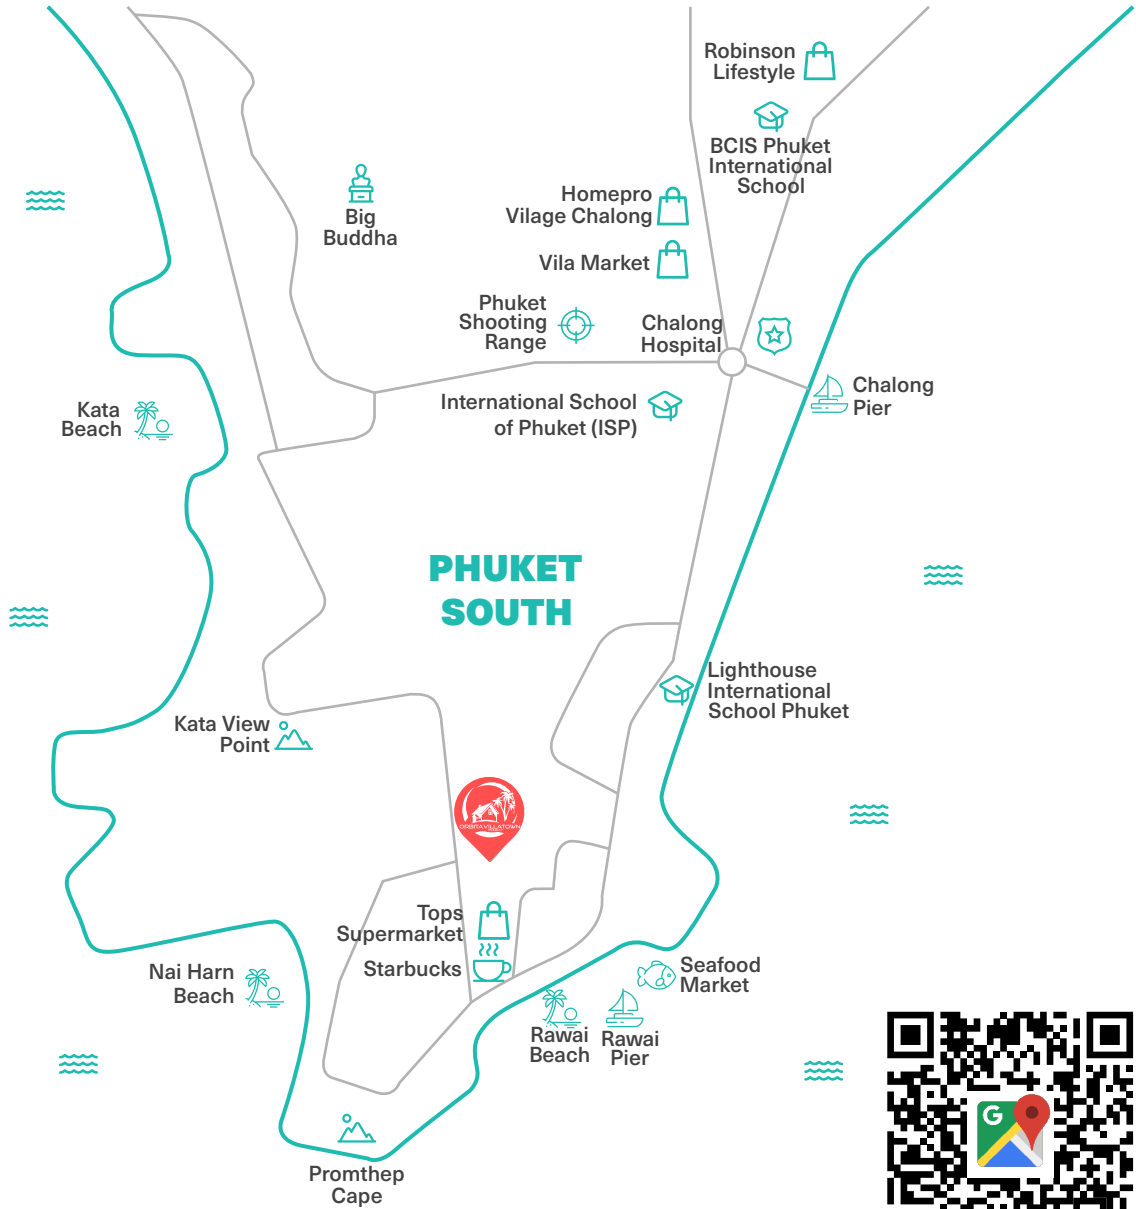 Robinson
Lifestyle
BCIS Phuket
International
School
Big
Buddha
Homepro
Vilage Chalong
Vila Market
Phuket
Shooting
Range
Chalong
Hospital
Kata
Beach
International School
of Phuket (ISP)
Chalong
Pier
PHUKET
SOUTH
Lighthouse
International
School Phuket
Kata View
Point
ORBITAVILLATOWN
Tops
Supermarket
Starbucks
Nai Harn
Beach
Seafood
Market
Rawai
Beach
Rawai
Pier
G
Promthep
Cape